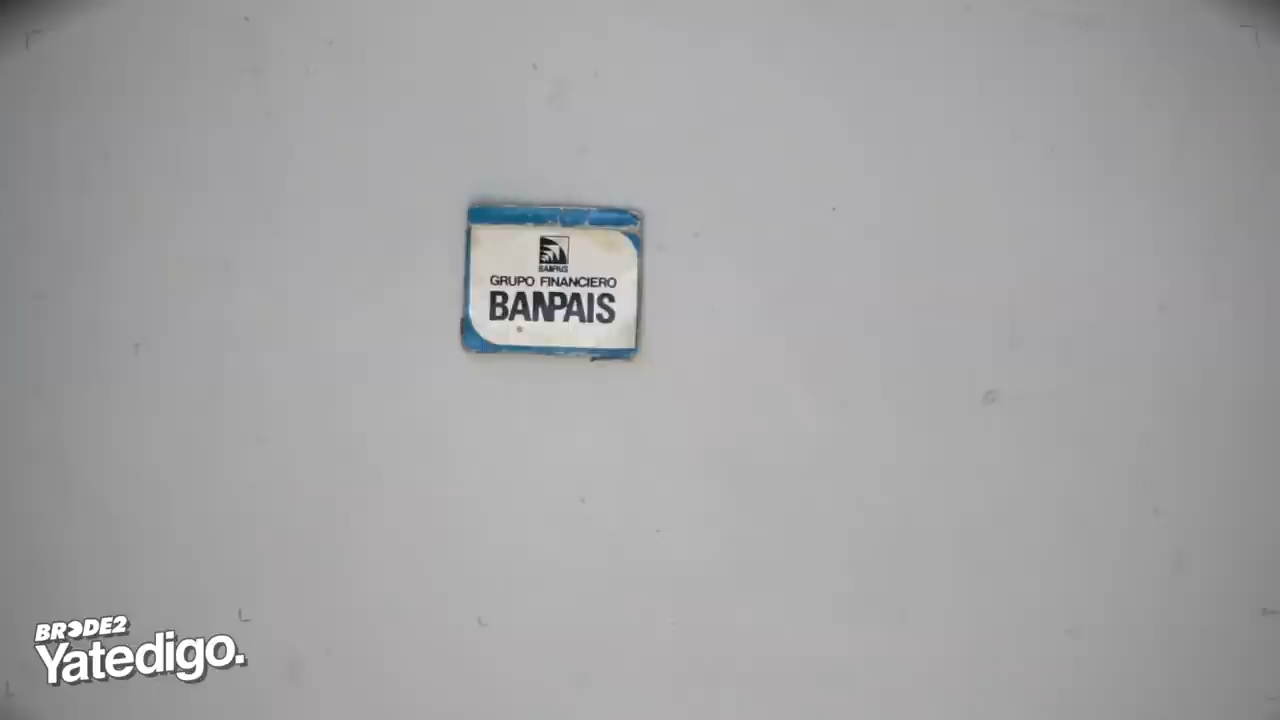 BANPAIS
GRUPO FINANCIERO
BANPAIS
BRODE2
Yatedigo.